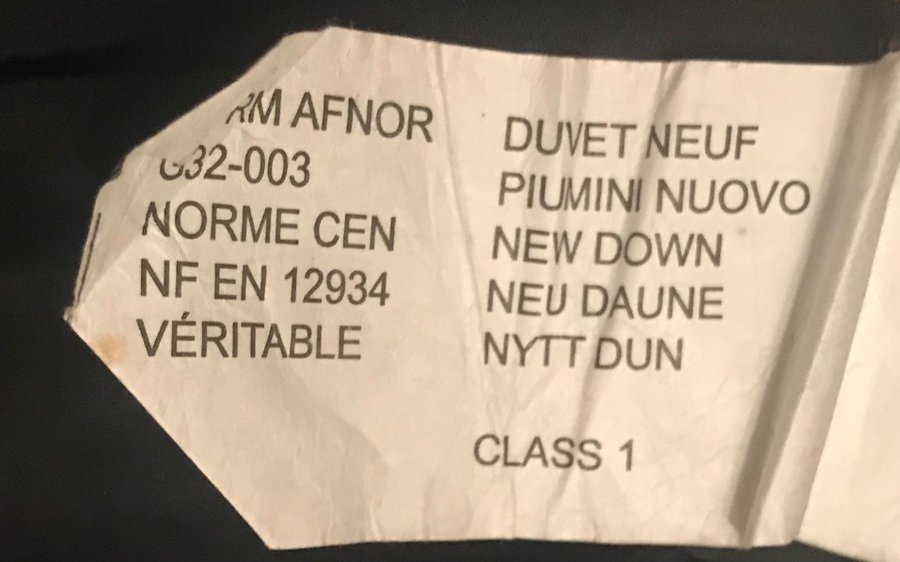 AFNOR
G32-003
NORME CEN
NF EN 12934
VÉRITABLE
DUVET NEUF
PIUMINI NUOVO
NEW DOWN
NEU DAUNE
NYTT DUN
CLASS 1